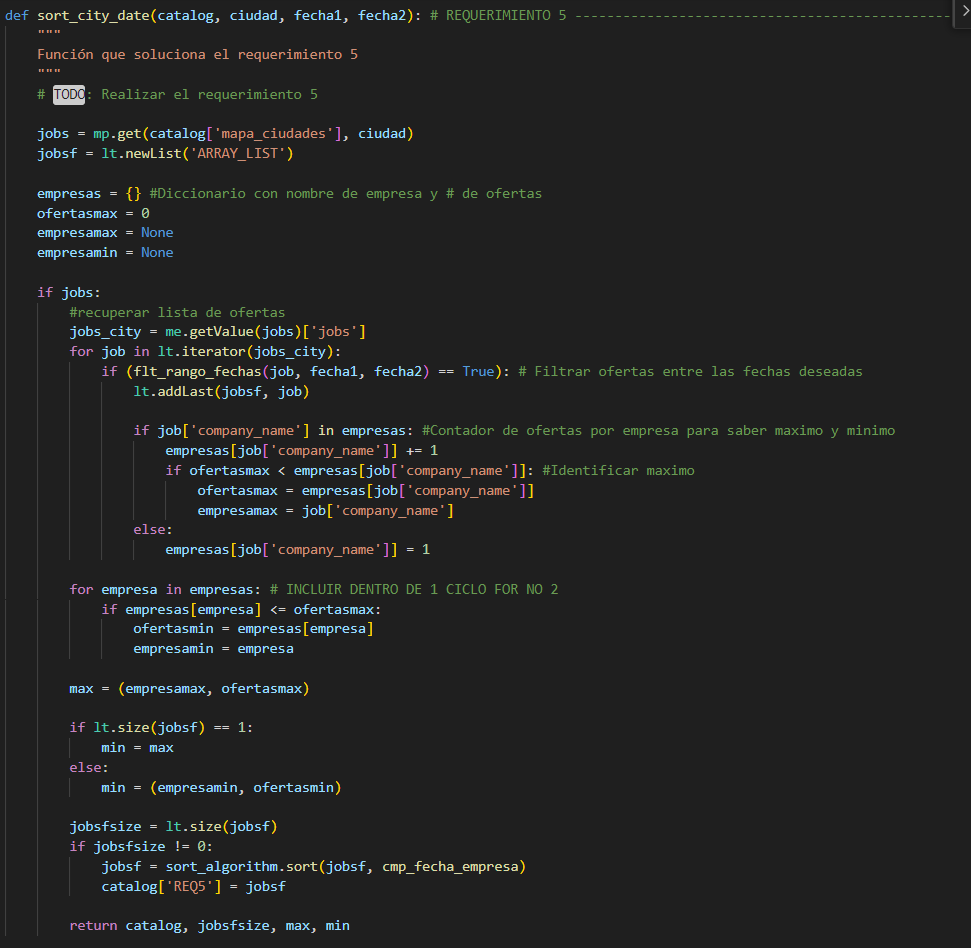 def sort_city_date(catalog, ciudad, fecha1, fecha2): # REQUERIMIENTO 5 -----------------------------------------------
    """
    Función que soluciona el requerimiento 5
    """
    # TODO: Realizar el requerimiento 5

    jobs = mp.get(catalog['mapa_ciudades'], ciudad)
    jobsf = lt.newList('ARRAY_LIST')

    empresas = {} #Diccionario con nombre de empresa y # de ofertas
    ofertasmax = 0
    empresamax = None
    empresamin = None

    if jobs:
        #recuperar lista de ofertas
        jobs_city = me.getValue(jobs)['jobs']
        for job in lt.iterator(jobs_city):
            if (flt_rango_fechas(job, fecha1, fecha2) == True): # Filtrar ofertas entre las fechas deseadas
                lt.addLast(jobsf, job)

                if job['company_name'] in empresas: #Contador de ofertas por empresa para saber maximo y minimo
                    empresas[job['company_name']] += 1
                    if ofertasmax < empresas[job['company_name']]: #Identificar maximo
                        ofertasmax = empresas[job['company_name']]
                        empresamax = job['company_name']
                else:
                    empresas[job['company_name']] = 1

        for empresa in empresas: # INCLUIR DENTRO DE 1 CICLO FOR NO 2
            if empresas[empresa] <= ofertasmax:
                ofertasmin = empresas[empresa]
                empresamin = empresa

        max = (empresamax, ofertasmax)

        if lt.size(jobsf) == 1:
            min = max
        else:
            min = (empresamin, ofertasmin)

        jobsfsize = lt.size(jobsf)
        if jobsfsize != 0:
            jobsf = sort_algorithm.sort(jobsf, cmp_fecha_empresa)
            catalog['REQ5'] = jobsf

        return catalog, jobsfsize, max, min